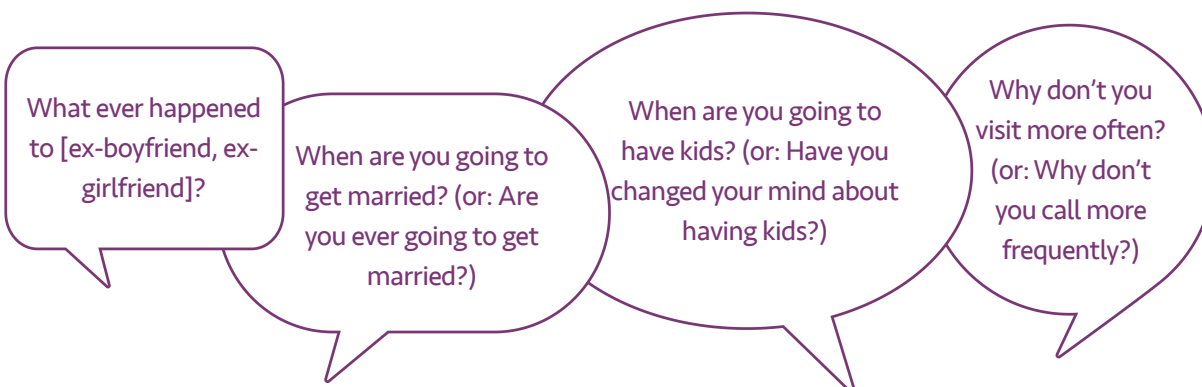 What ever happened
to [ex-boyfriend, ex-
girlfriend]?
When are you going to
get married? (or: Are
you ever going to get
married?)
When are you going to
have kids? (or: Have you
changed your mind about
having kids?)
Why don't you
visit more often?
(or: Why don't
you call more
frequently?)